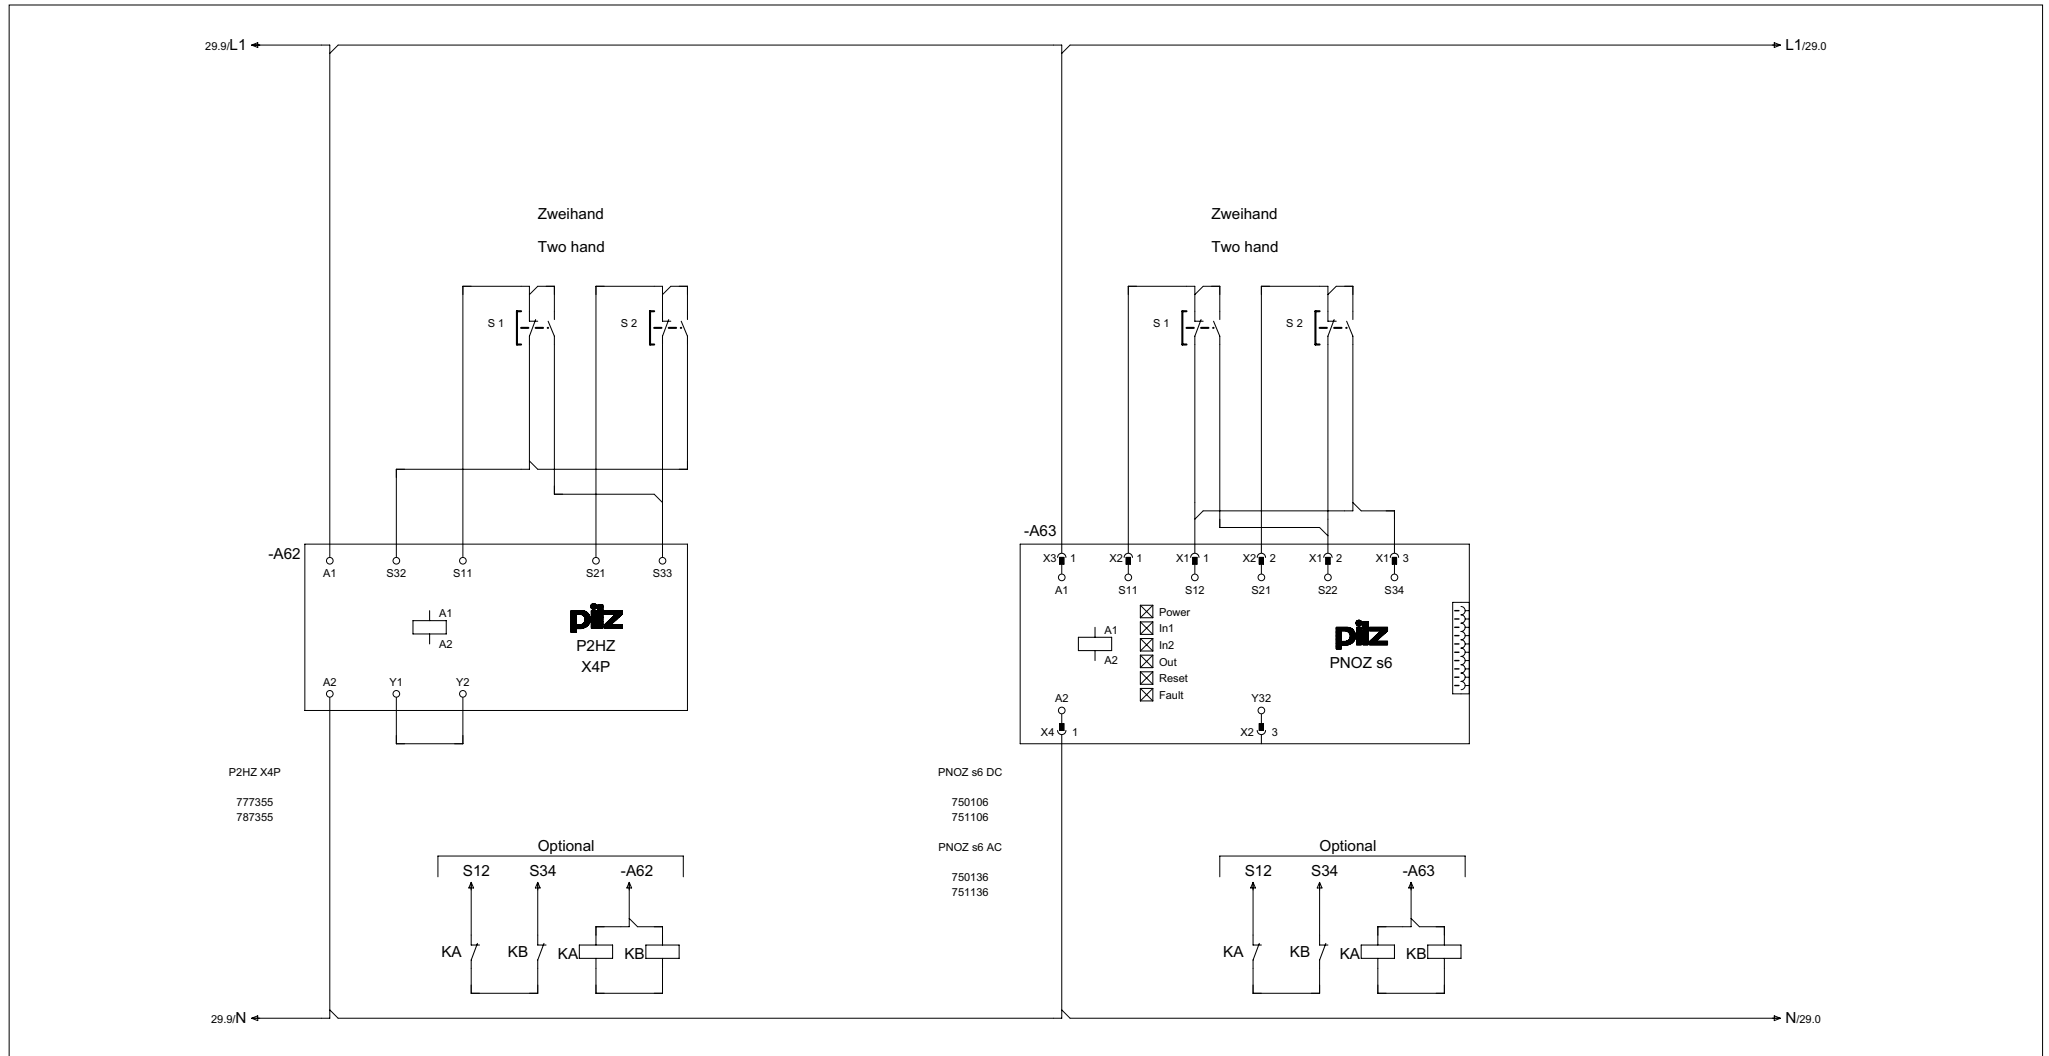 29.9/L1 L1/29.0
Zweihand Zweihand
Two hand Two hand
S 1 S 2 S 1 S 2
-A62 -A63
X3 1 X2 1 X1 1 X2 2 X1 2 X1 3
A1 S32 S11 S21 S33
A1 S11 S12 S21 S22 S34
A1
A2
pilz
P2HZ
X4P
A2 Y1 Y2
A1
A2
Power
In1
In2
Out
Reset
Fault
pilz
PNOZ s6
A2 Y32
X4 1 X2 3
P2HZ X4P
777355
787355
PNOZ s6 DC
750106
751106
PNOZ s6 AC
750136
751136
Optional
S12 S34 -A62
KA KB KA KB
Optional
S12 S34 -A63
KA KB KA KB
29.9/N N/29.0